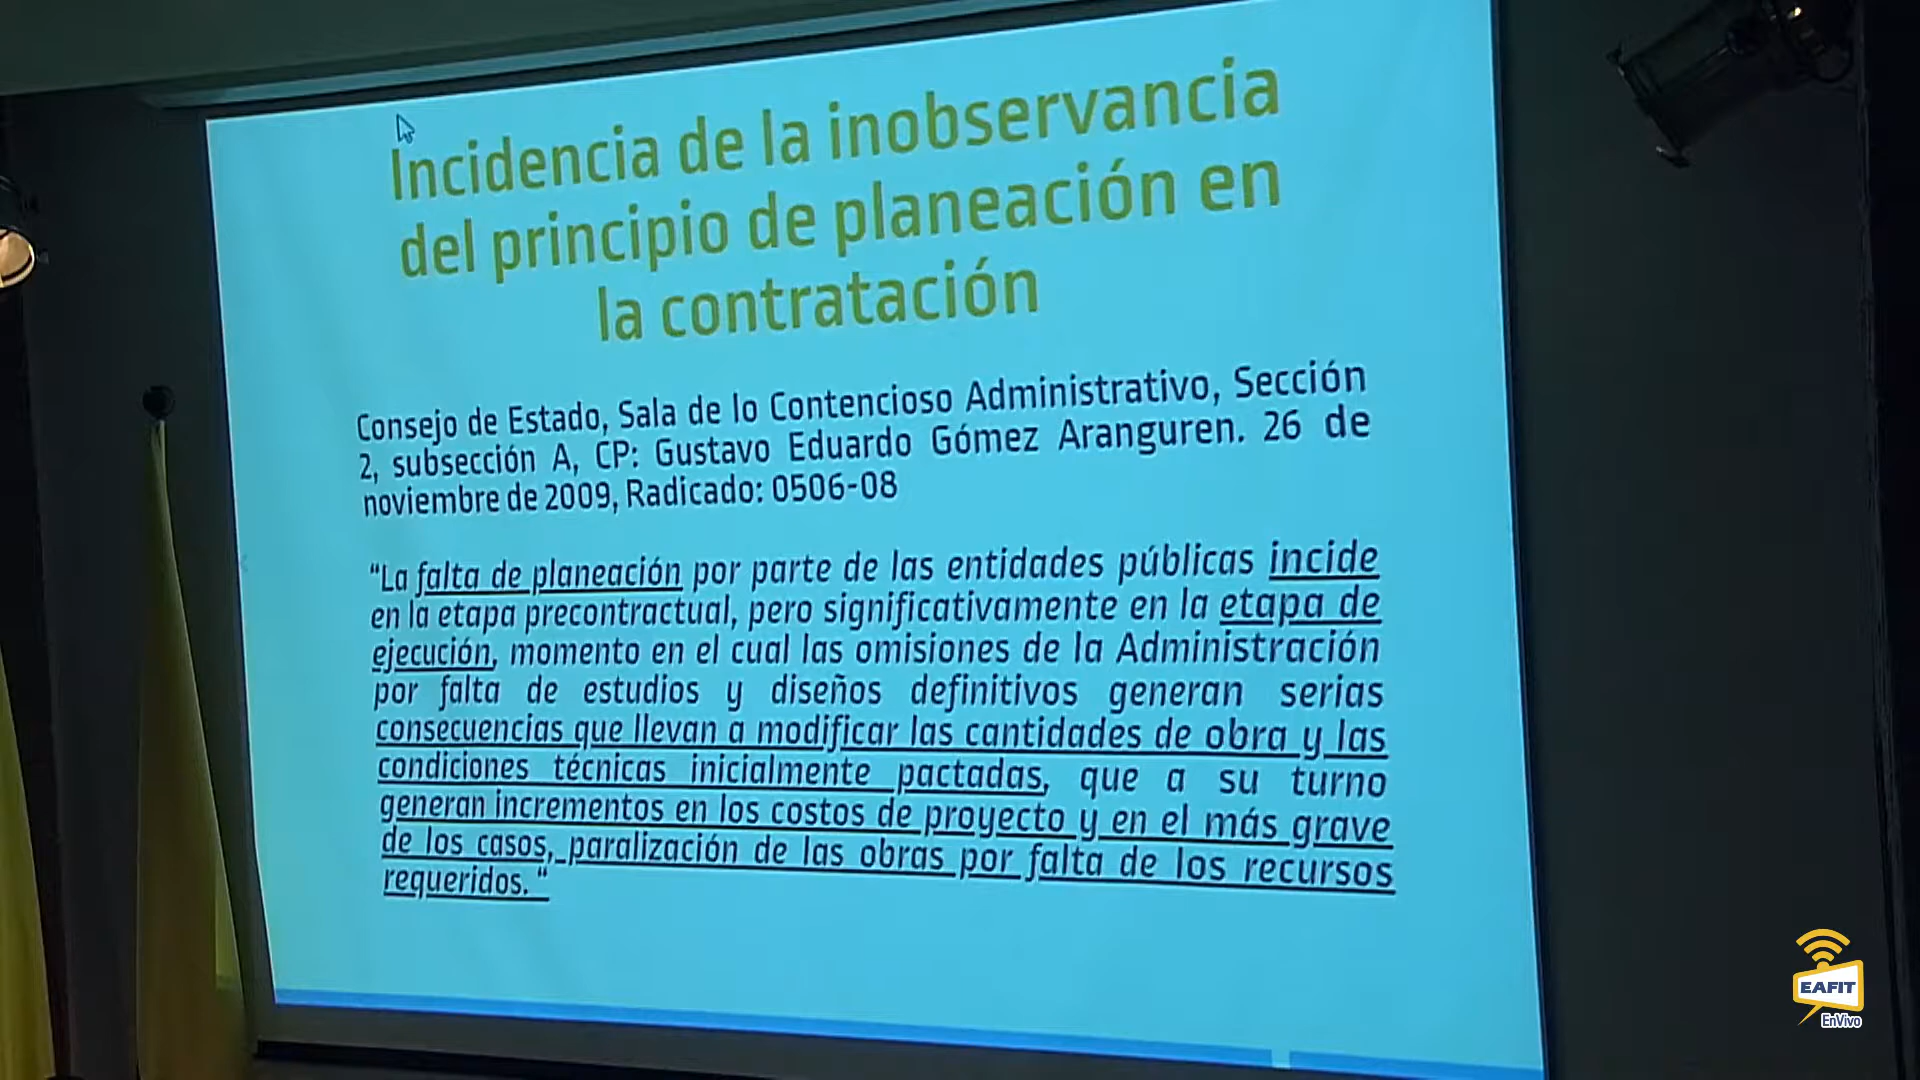 Incidencia de la inobservancia
del principio de planeación en
la contratación
Consejo de Estado, Sala de lo Contencioso Administrativo, Sección
2, subsección A, CP: Gustavo Eduardo Gómez Aranguren. 26 de
noviembre de 2009, Radicado: 0506-08
“La falta de planeación por parte de las entidades públicas incide
en la etapa precontractual, pero significativamente en la etapa de
ejecución, momento en el cual las omisiones de la Administración
por falta de estudios y diseños definitivos generan serias
consecuencias que llevan a modificar las cantidades de obra y las
condiciones técnicas inicialmente pactadas, que a su turno
generan incrementos en los costos de proyecto y en el más grave
de los casos, paralización de las obras por falta de los recursos
requeridos. “
EAFIT
EnVivo